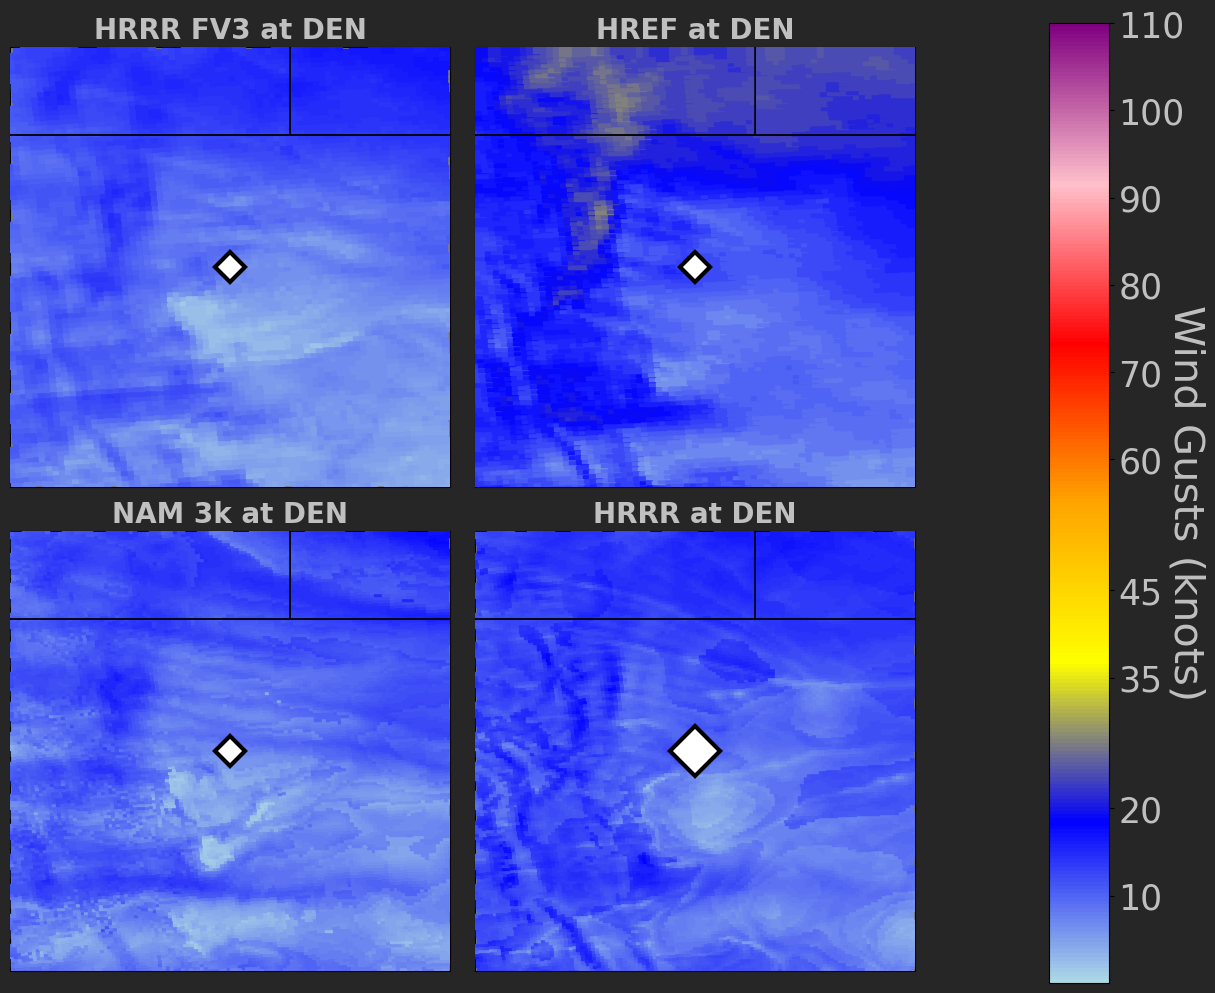 HRRR FV3 at DEN
HREF at DEN
NAM 3k at DEN
HRRR at DEN
110
100
90
80
70
60
45
35
20
10
Wind Gusts (knots)